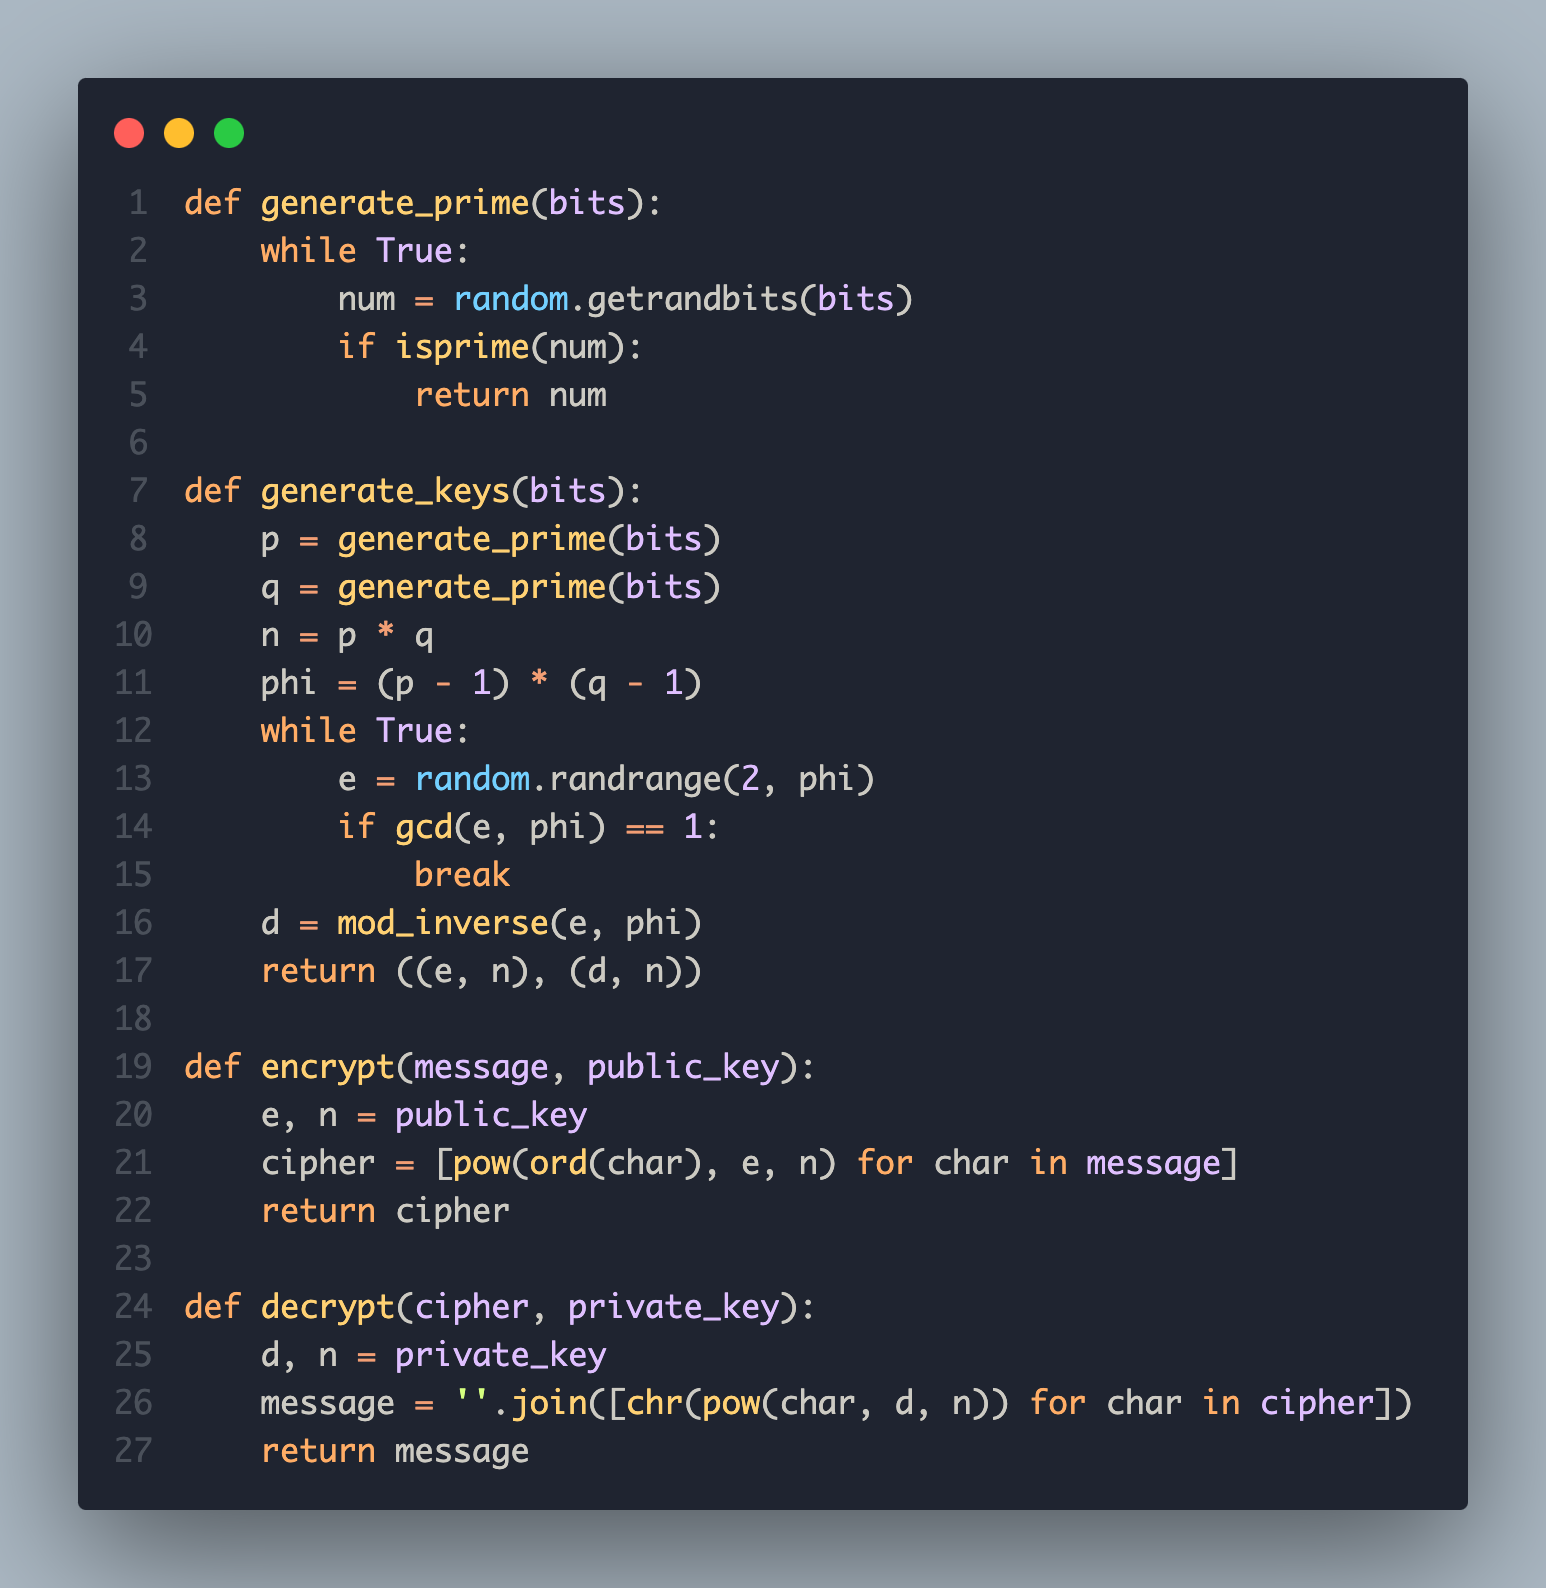 1 def generate_prime(bits):
2     while True:
3         num = random.getrandbits(bits)
4         if isprime(num):
5             return num
6
7 def generate_keys(bits):
8     p = generate_prime(bits)
9     q = generate_prime(bits)
10     n = p * q
11     phi = (p - 1) * (q - 1)
12     while True:
13         e = random.randrange(2, phi)
14         if gcd(e, phi) == 1:
15             break
16     d = mod_inverse(e, phi)
17     return ((e, n), (d, n))
18
19 def encrypt(message, public_key):
20     e, n = public_key
21     cipher = [pow(ord(char), e, n) for char in message]
22     return cipher
23
24 def decrypt(cipher, private_key):
25     d, n = private_key
26     message = ''.join([chr(pow(char, d, n)) for char in cipher])
27     return message